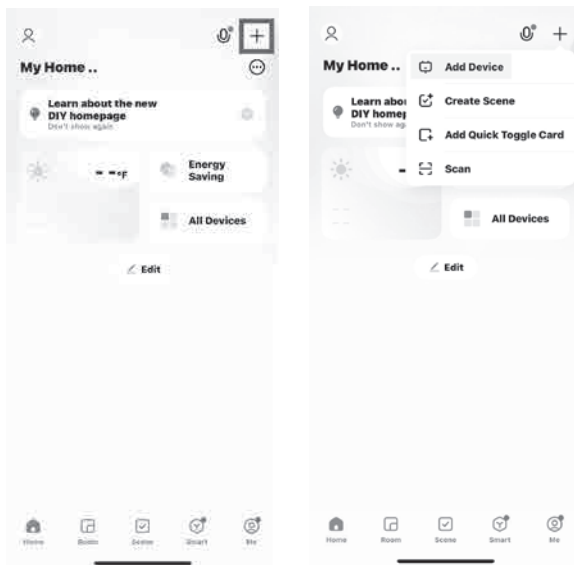 My Home ..
Learn about the new
DIY homepage
Don't show again
- - °F
Energy
Saving
All Devices
Edit
Home
Room
Scene
Smart
Me
My Home ..
Add Device
Learn abou
DIY homep
Don't show aga
Create Scene
Add Quick Toggle Card
-
Scan
All Devices
Edit
Home
Room
Scene
Smart
Me